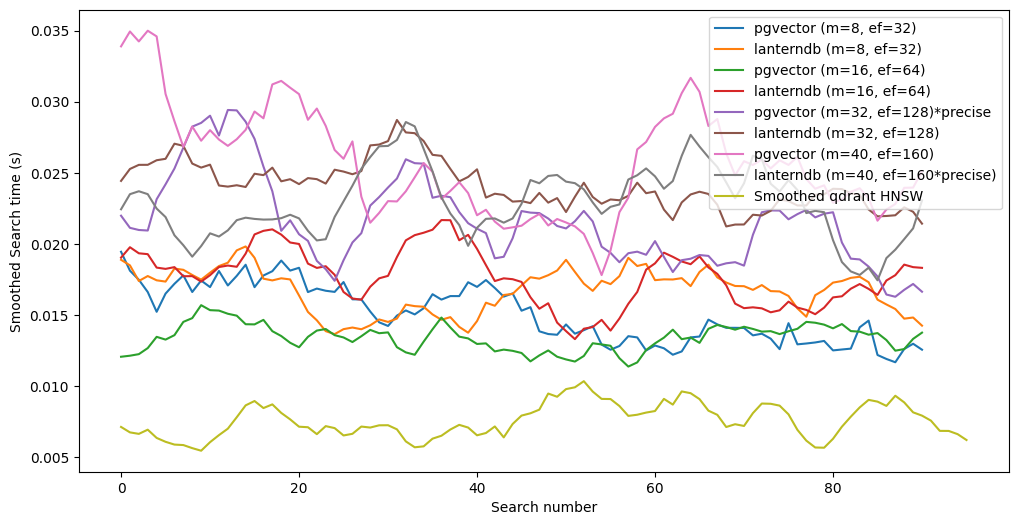 0.035
0.030
0.025
0.020
0.015
0.010
0.005
Smoothed Search time (s)
pgvector (m=8, ef=32)
lanterndb (m=8, ef=32)
pgvector (m=16, ef=64)
lanterndb (m=16, ef=64)
pgvector (m=32, ef=128)*precise
lanterndb (m=32, ef=128)
pgvector (m=40, ef=160)
lanterndb (m=40, ef=160*precise)
Smoothed qdrant HNSW
0 20 40 60 80
Search number